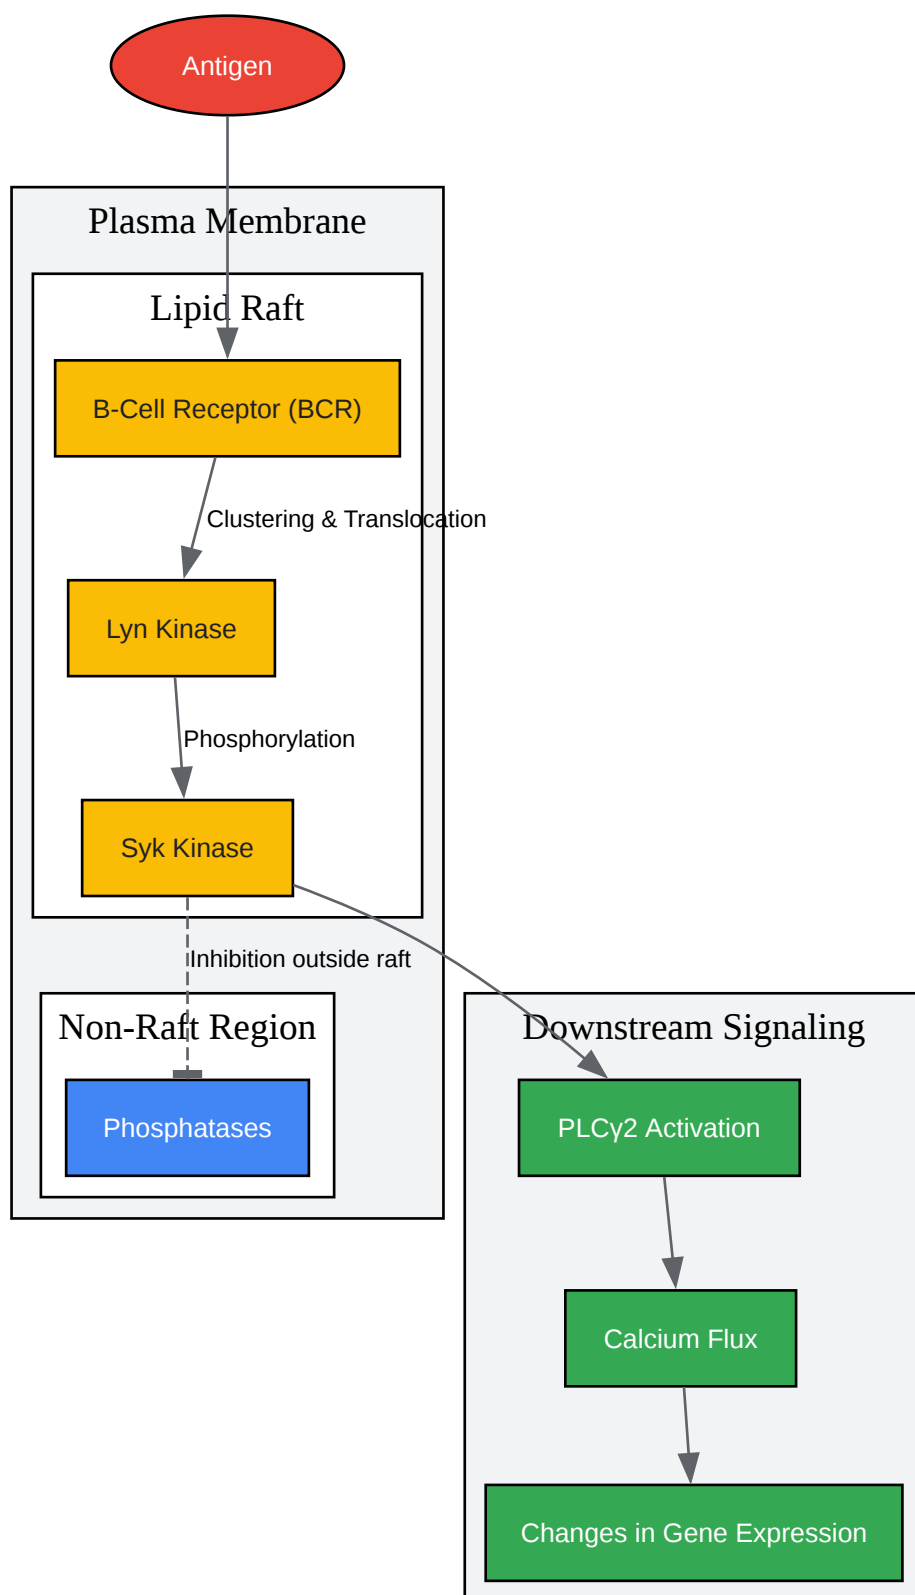 Antigen
Plasma Membrane
Lipid Raft
B-Cell Receptor (BCR)
Clustering & Translocation
Lyn Kinase
Phosphorylation
Syk Kinase
Inhibition outside raft
Non-Raft Region
Phosphatases
Downstream Signaling
PLCγ2 Activation
Calcium Flux
Changes in Gene Expression